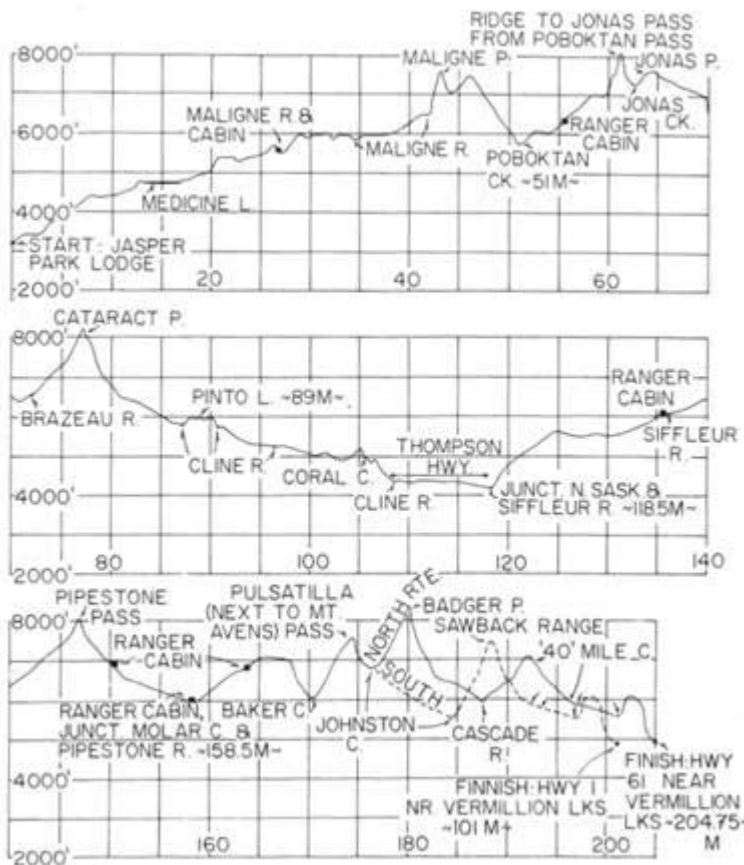 RIDGE TO JONAS PASS
FROM POBOKTAN PASS
8000'
MALIGNE P.
JONAS P.
MALIGNE R. &
CABIN
6000'
MALIGNE R.
JONAS
CK.
RANGER
CABIN
POBOKTAN
CK. ~51M~
MEDICINE L.
4000'
START: JASPER
PARK LODGE
2000'
20
40
60
8000'
CATARACT P.
RANGER
CABIN
PINTO L. ~89M~
BRAZEAU R.
SIFFLEUR
R.
CLINE R.
THOMPSON
HWY.
CORAL C.
4000'
CLINE R.
JUNCT. N. SASK &
SIFFLEUR R. ~118.5M~
2000'
80
100
120
140
8000'
PIPESTONE
PASS
PULSATILLA
(NEXT TO MT.
AVENS) PASS
NORTH RTE.
BADGER P.
SAWBACK RANGE
RANGER
CABIN
SOUTH
'40' MILE C.
6000'
RANGER CABIN,
JUNCT. MOLAR C. &
PIPESTONE R. ~158.5M~
BAKER C.
JOHNSTON
C.
CASCADE
R.
4000'
FINNISH: HWY I
NR. VERMILLION LKS
~101M~
FINISH: HWY
61 NEAR
VERMILLION
LKS ~204.75~
M
2000'
160
180
200